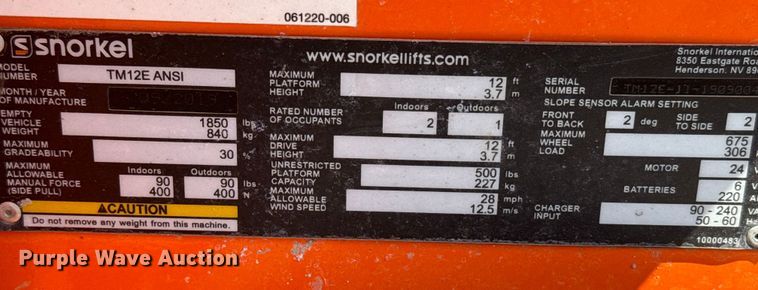 061220-006
snorkel
www.snorkellifts.com
Snorkel Internati
8350 Eastgate Roa
Henderson, NV 890
MODEL NUMBER TM12E ANSI
MONTH / YEAR OF MANUFACTURE
EMPTY VEHICLE WEIGHT 1850 lbs 840 kg
MAXIMUM GRADEABILITY 30 %
Indoors Outdoors
MAXIMUM ALLOWABLE MANUAL FORCE (SIDE PULL) 90 400 90 400 lbs N
CAUTION
Do not remove any weight from this machine.
MAXIMUM PLATFORM HEIGHT 12 ft 3.7 m
Indoors Outdoors
RATED NUMBER OF OCCUPANTS 2 1
MAXIMUM DRIVE HEIGHT 12 ft 3.7 m
UNRESTRICTED PLATFORM CAPACITY 500 lbs 227 kg
MAXIMUM ALLOWABLE WIND SPEED 28 mph 12.5 m/s
SERIAL NUMBER
SLOPE SENSOR ALARM SETTING
FRONT TO BACK 2 deg SIDE TO SIDE 2
MAXIMUM WHEEL LOAD 675 306
MOTOR 24
BATTERIES 6 220
CHARGER INPUT 90 - 240 50 - 60
10000483
Purple Wave Auction